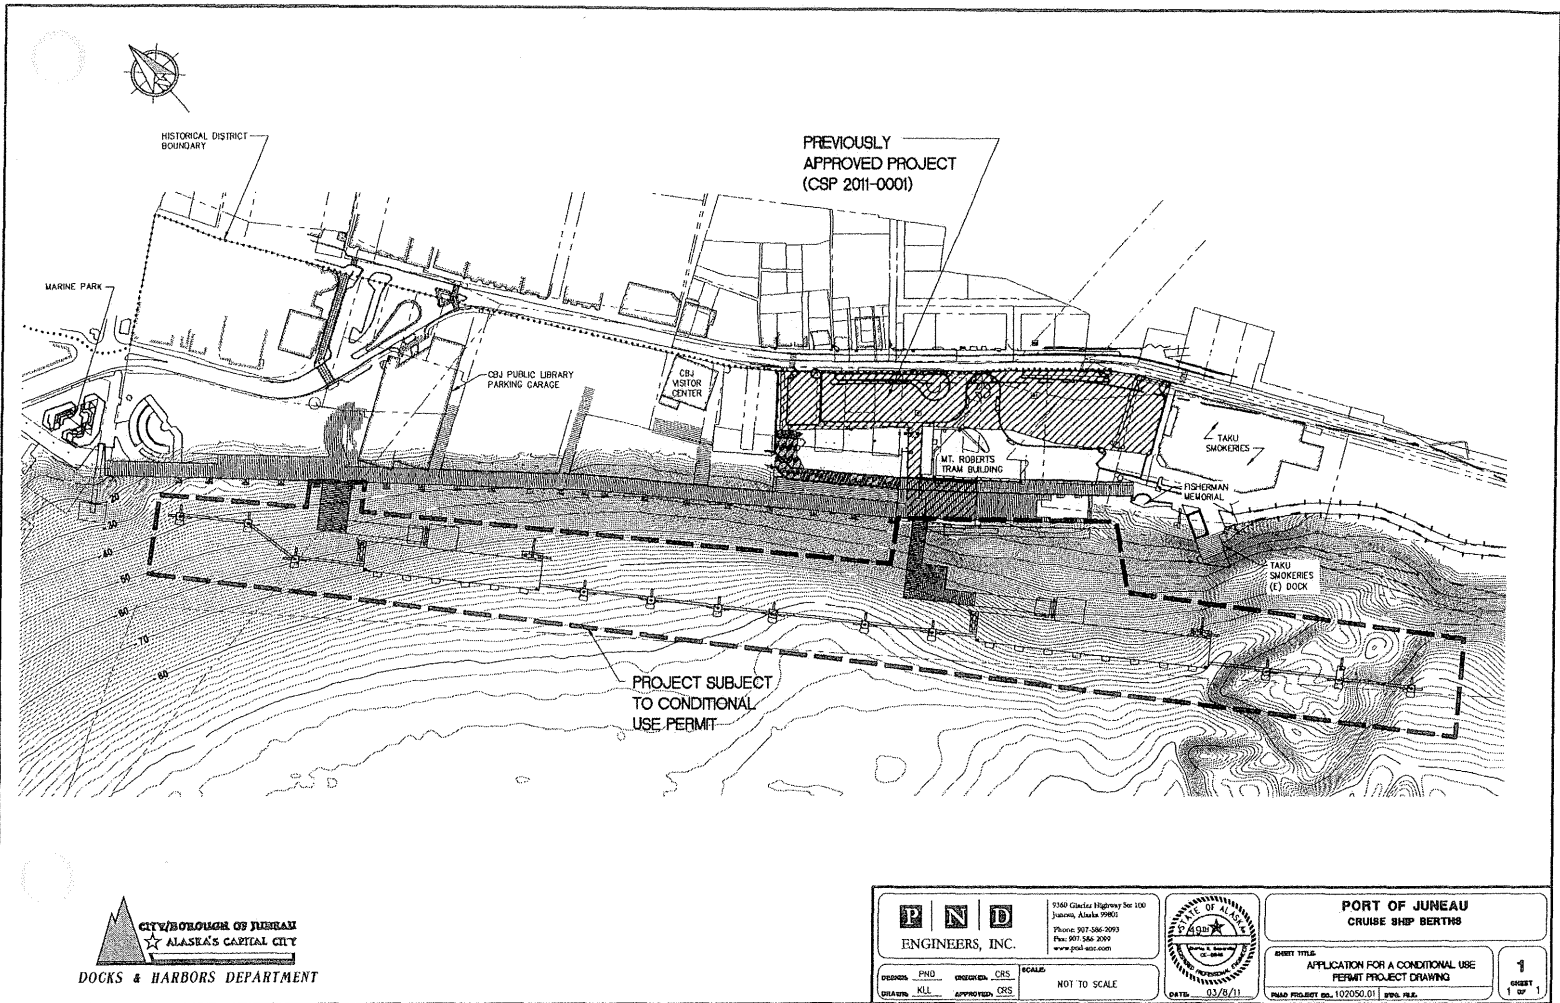 HISTORICAL DISTRICT
BOUNDARY
PREVIOUSLY
APPROVED PROJECT
(CSP 2011-0001)
MARINE PARK
CBJ PUBLIC LIBRARY
PARKING GARAGE
CBJ
VISITOR
CENTER
MT. ROBERTS
TRAM BUILDING
TAKU
SMOKERIES
FISHERMAN
MEMORIAL
TAKU
SMOKERIES
(E) DOCK
-20
-30
-40
-50
-60
-70
-80
PROJECT SUBJECT
TO CONDITIONAL
USE PERMIT
CITY/BOROUGH OF JUNEAU
ALASKA'S CAPITAL CITY
DOCKS & HARBORS DEPARTMENT
P N D
ENGINEERS, INC.
9360 Glacier Highway Ste 100
Juneau, Alaska 99801
Phone: 907-586-2093
Fax: 907-586-2099
www.pnd-anc.com
DESIGN: PND CHECKED: CRS
DRAWN: KLL APPROVED: CRS
SCALE:
NOT TO SCALE
STATE OF ALASKA
49TH
PROFESSIONAL ENGINEER
DATE: 03/8/11
PORT OF JUNEAU
CRUISE SHIP BERTHS
SHEET TITLE:
APPLICATION FOR A CONDITIONAL USE
PERMIT PROJECT DRAWING
PROJECT NO.: 102050.01
1
SHEET
1 OF 1